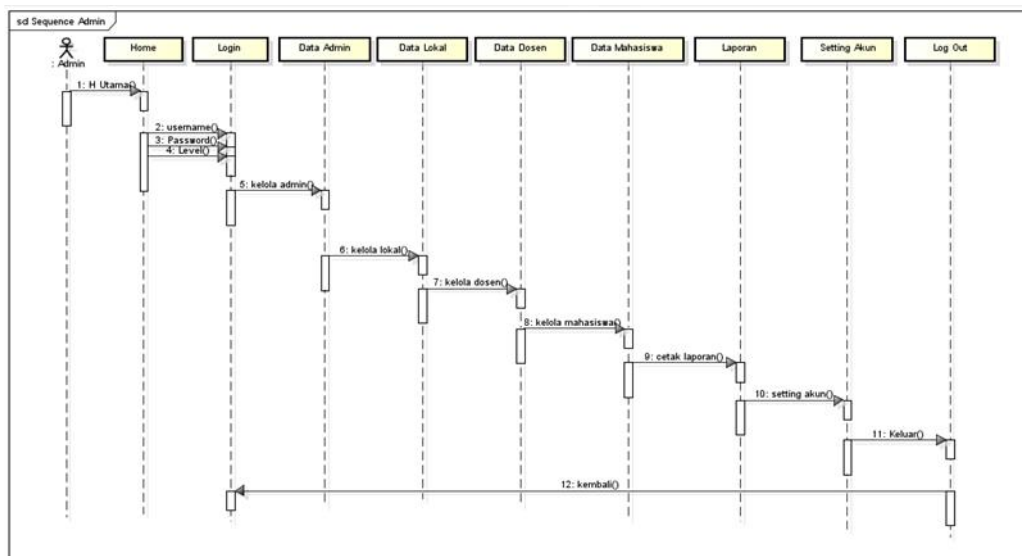 sd Sequence Admin
: Admin
Home
Login
Data Admin
Data Lokal
Data Dosen
Data Mahasiswa
Laporan
Setting Akun
Log Out
1: H Utama()
2: username()
3: Password()
4: Level()
5: kelola admin()
6: kelola lokal()
7: kelola dosen()
8: kelola mahasiswa()
9: cetak laporan()
10: setting akun()
11: Keluar()
12: kembali()